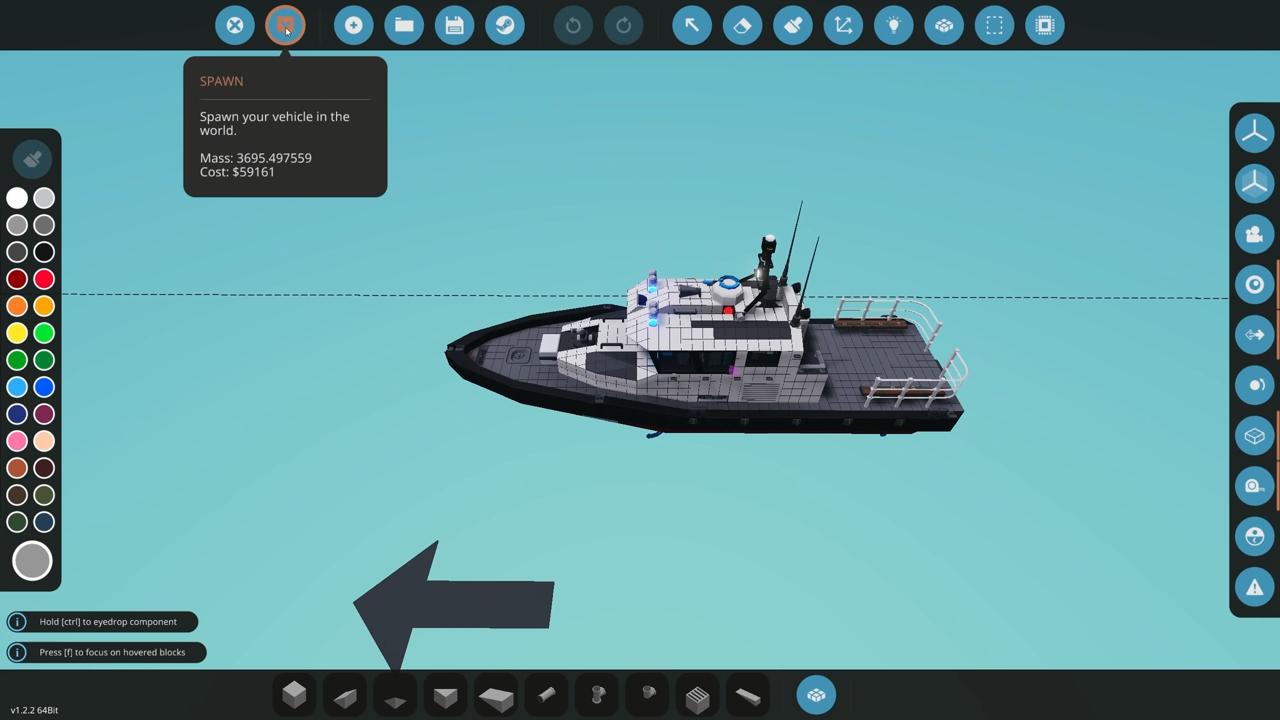 SPAWN
Spawn your vehicle in the
world.
Mass: 3695.497559
Cost: $59161
Hold [ctrl] to eyedrop component
Press [f] to focus on hovered blocks
v1.2.2 64Bit